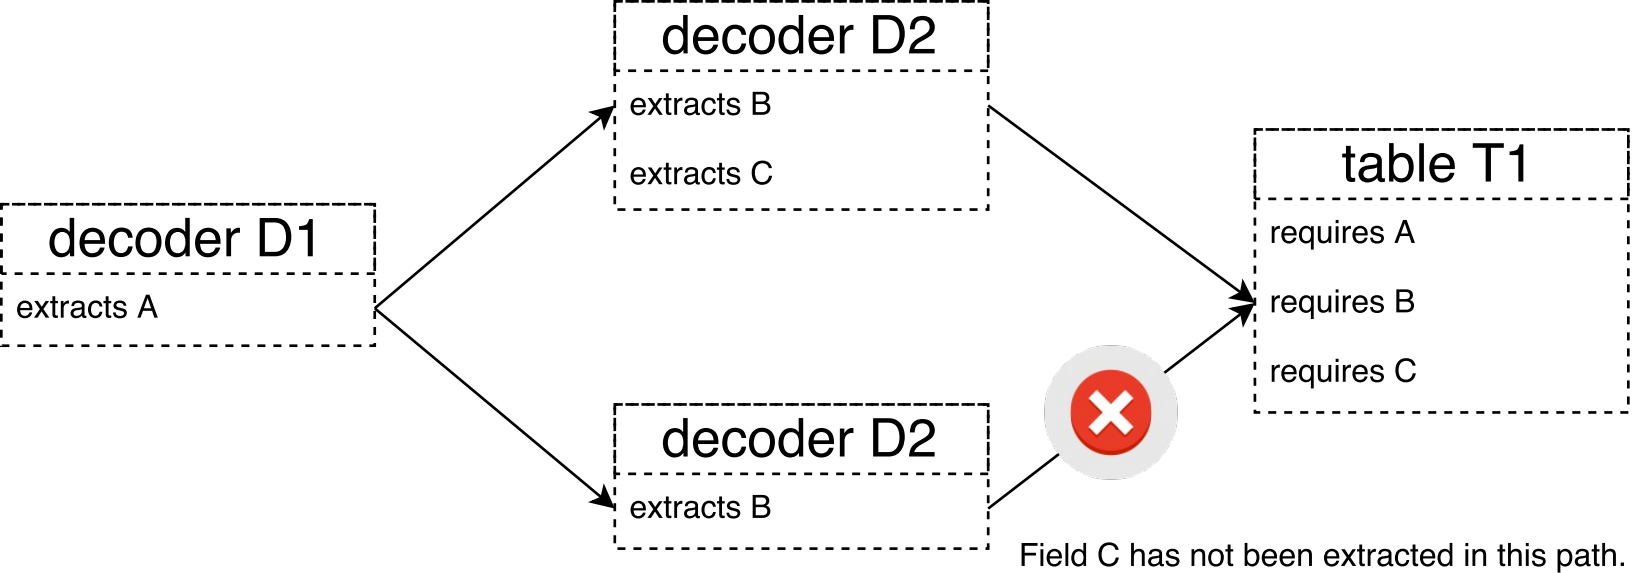 decoder D2
extracts B
extracts C
decoder D1
extracts A
table T1
requires A
requires B
requires C
decoder D2
extracts B
Field C has not been extracted in this path.